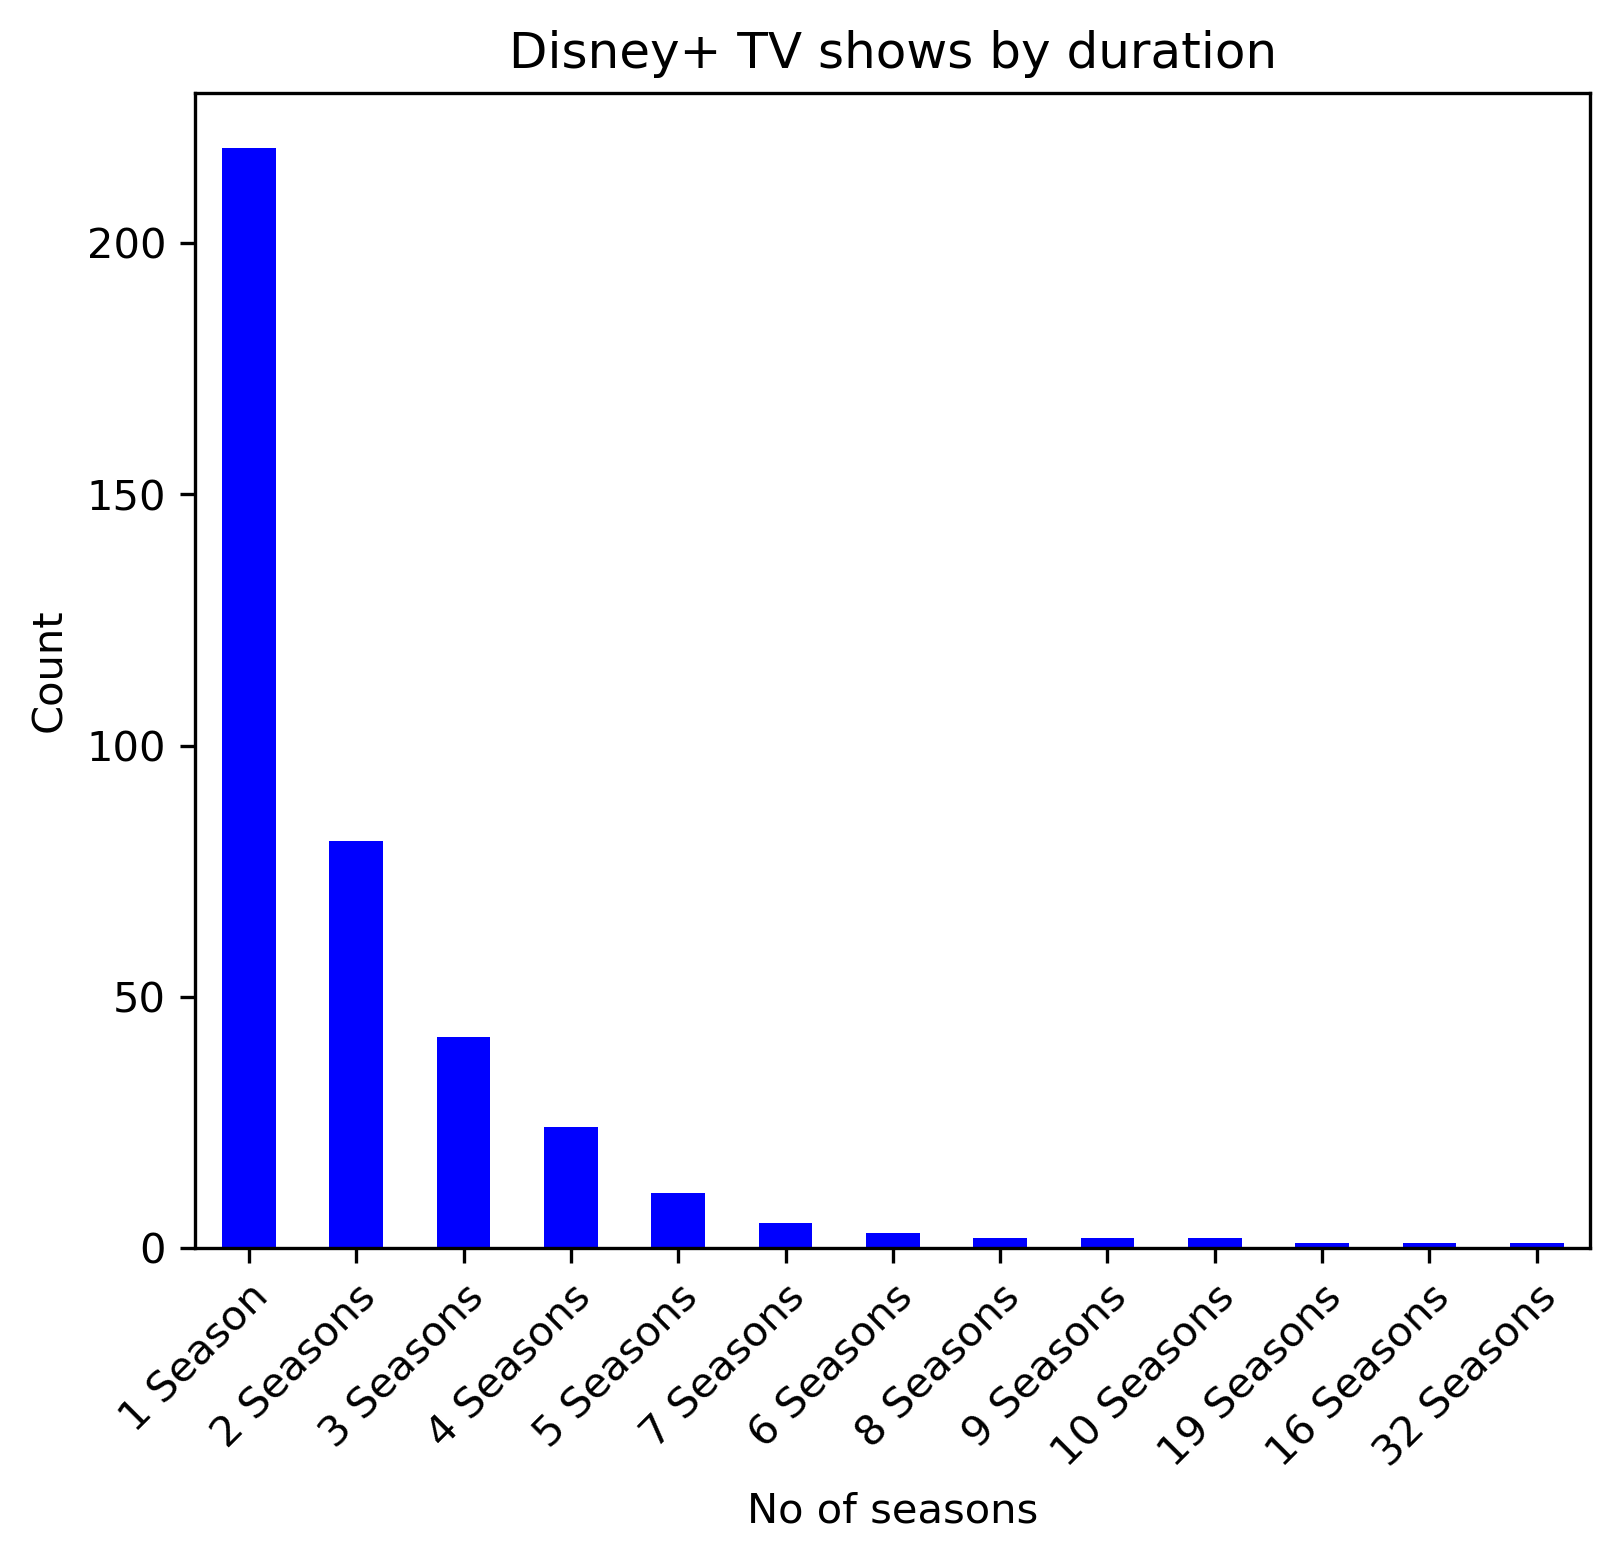 Disney+ TV shows by duration
Count
200
150
100
50
0
1 Season
2 Seasons
3 Seasons
4 Seasons
5 Seasons
7 Seasons
6 Seasons
8 Seasons
9 Seasons
10 Seasons
19 Seasons
16 Seasons
32 Seasons
No of seasons